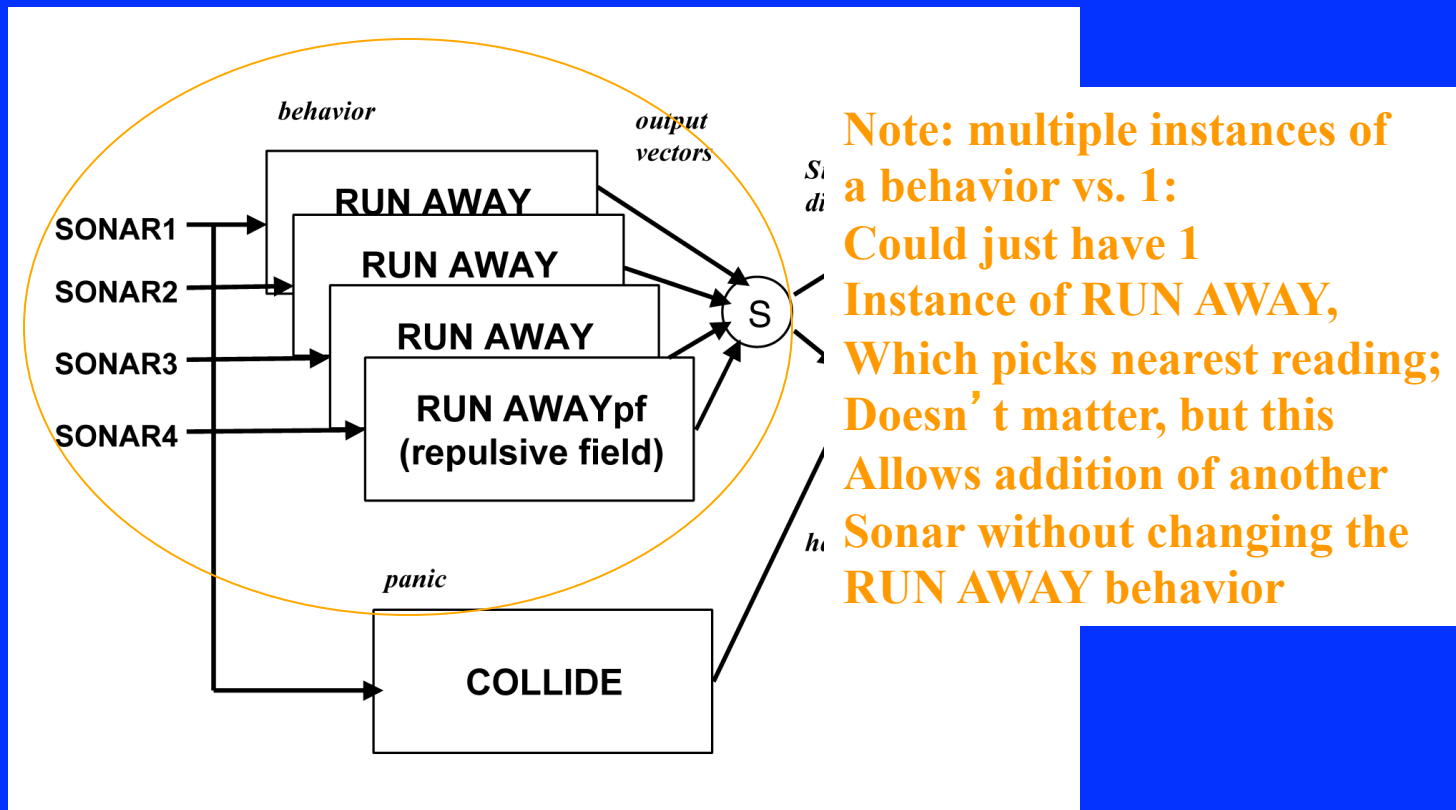 behavior
output
vectors
RUN AWAY
SONAR1
RUN AWAY
SONAR2
RUN AWAY
SONAR3
RUN AWAYpf
(repulsive field)
SONAR4
S
panic
COLLIDE
Note: multiple instances of
a behavior vs. 1:
Could just have 1
Instance of RUN AWAY,
Which picks nearest reading;
Doesn’t matter, but this
Allows addition of another
Sonar without changing the
RUN AWAY behavior